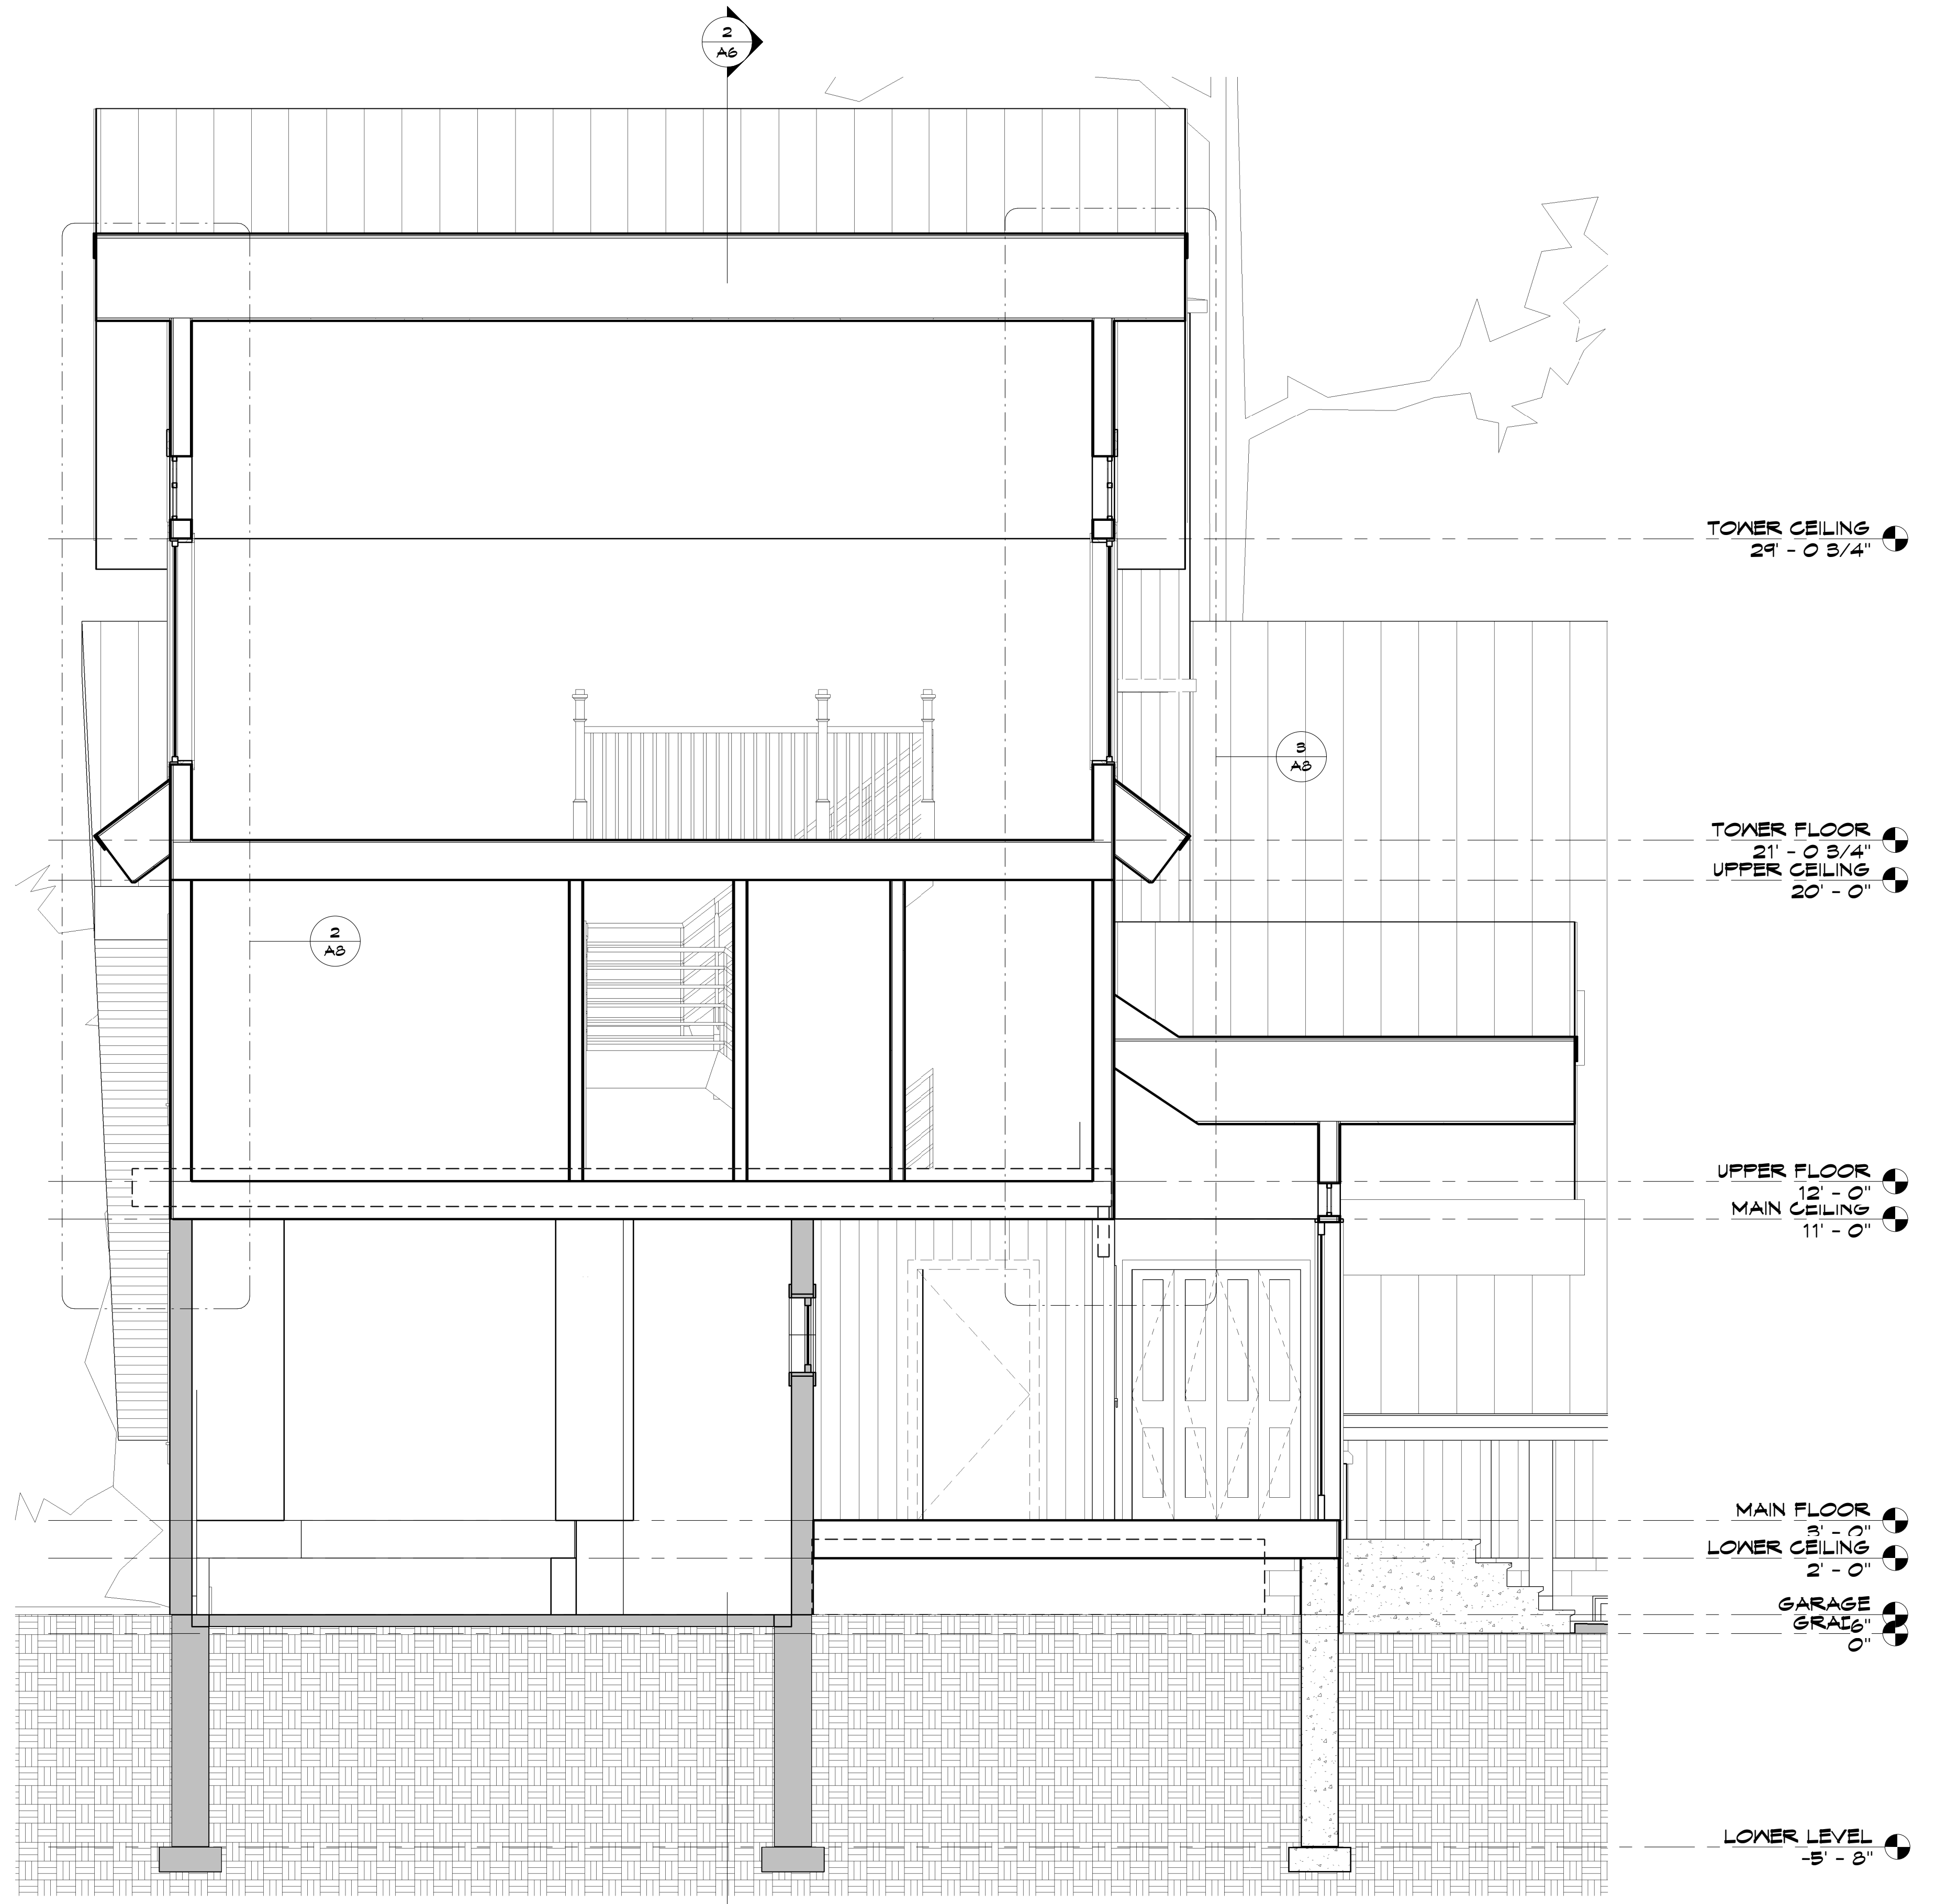 2
A6
TOWER CEILING
29' - 0 3/4"
3
A8
TOWER FLOOR
21' - 0 3/4"
UPPER CEILING
20' - 0"
2
A8
UPPER FLOOR
12' - 0"
MAIN CEILING
11' - 0"
MAIN FLOOR
3' - 0"
LOWER CEILING
2' - 0"
GARAGE
6"
0"
LOWER LEVEL
-5' - 8"